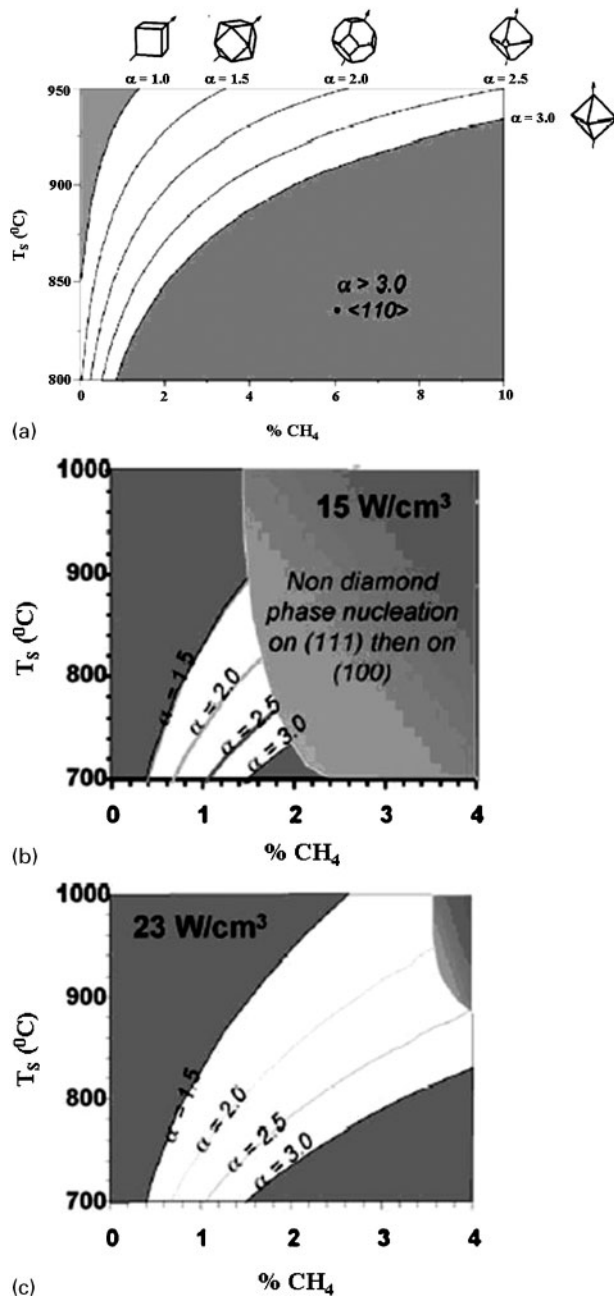 α = 1.0 α = 1.5 α = 2.0 α = 2.5
α = 3.0
950
900
850
800
T_S (⁰C)
α > 3.0
• <110>
0 2 4 6 8 10
% CH₄
(a)
1000
900
800
700
T_S (⁰C)
15 W/cm³
Non diamond
phase nucleation
on (111) then on
(100)
α = 1.5
α = 2.0
α = 2.5
α = 3.0
0 1 2 3 4
% CH₄
(b)
1000
900
800
700
T_S (⁰C)
23 W/cm³
α = 1.5
α = 2.0
α = 2.5
α = 3.0
0 1 2 3 4
% CH₄
(c)